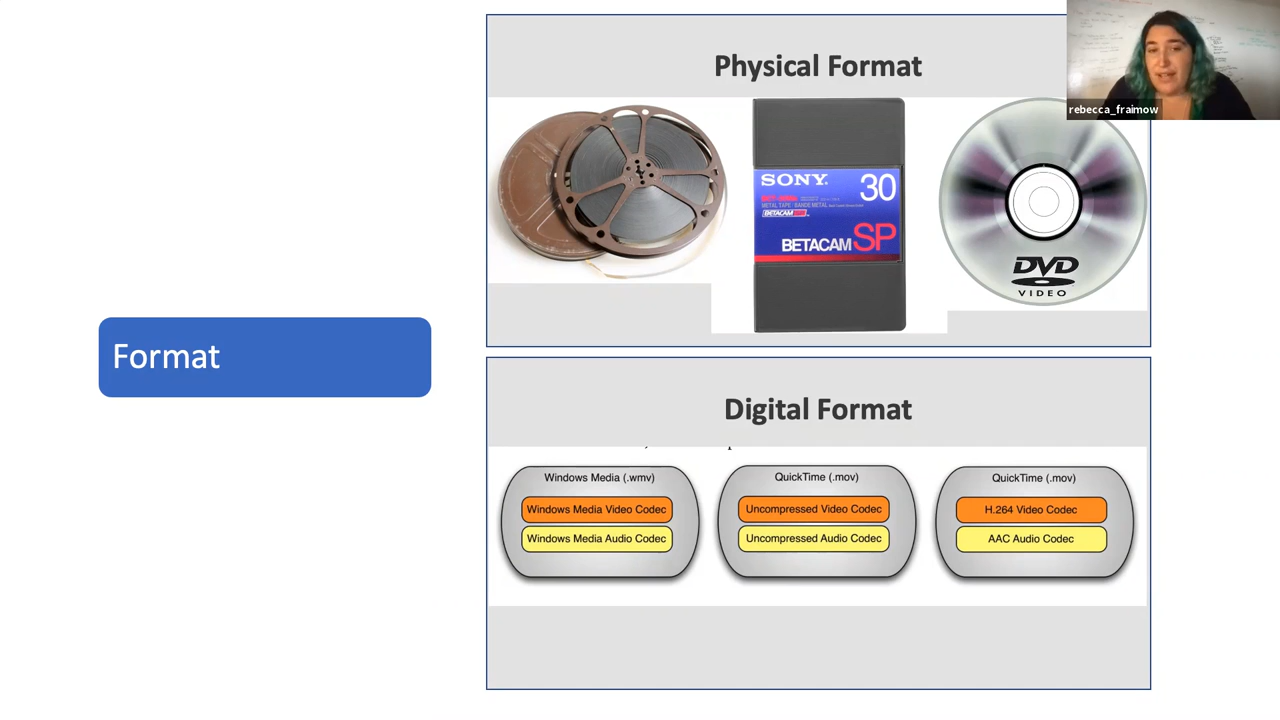 Physical Format
rebecca_fraimow
SONY.
30
BETACAM SP
DVD
VIDEO
Format
Digital Format
Windows Media (.wmv)
Windows Media Video Codec
Windows Media Audio Codec
QuickTime (.mov)
Uncompressed Video Codec
Uncompressed Audio Codec
QuickTime (.mov)
H.264 Video Codec
AAC Audio Codec